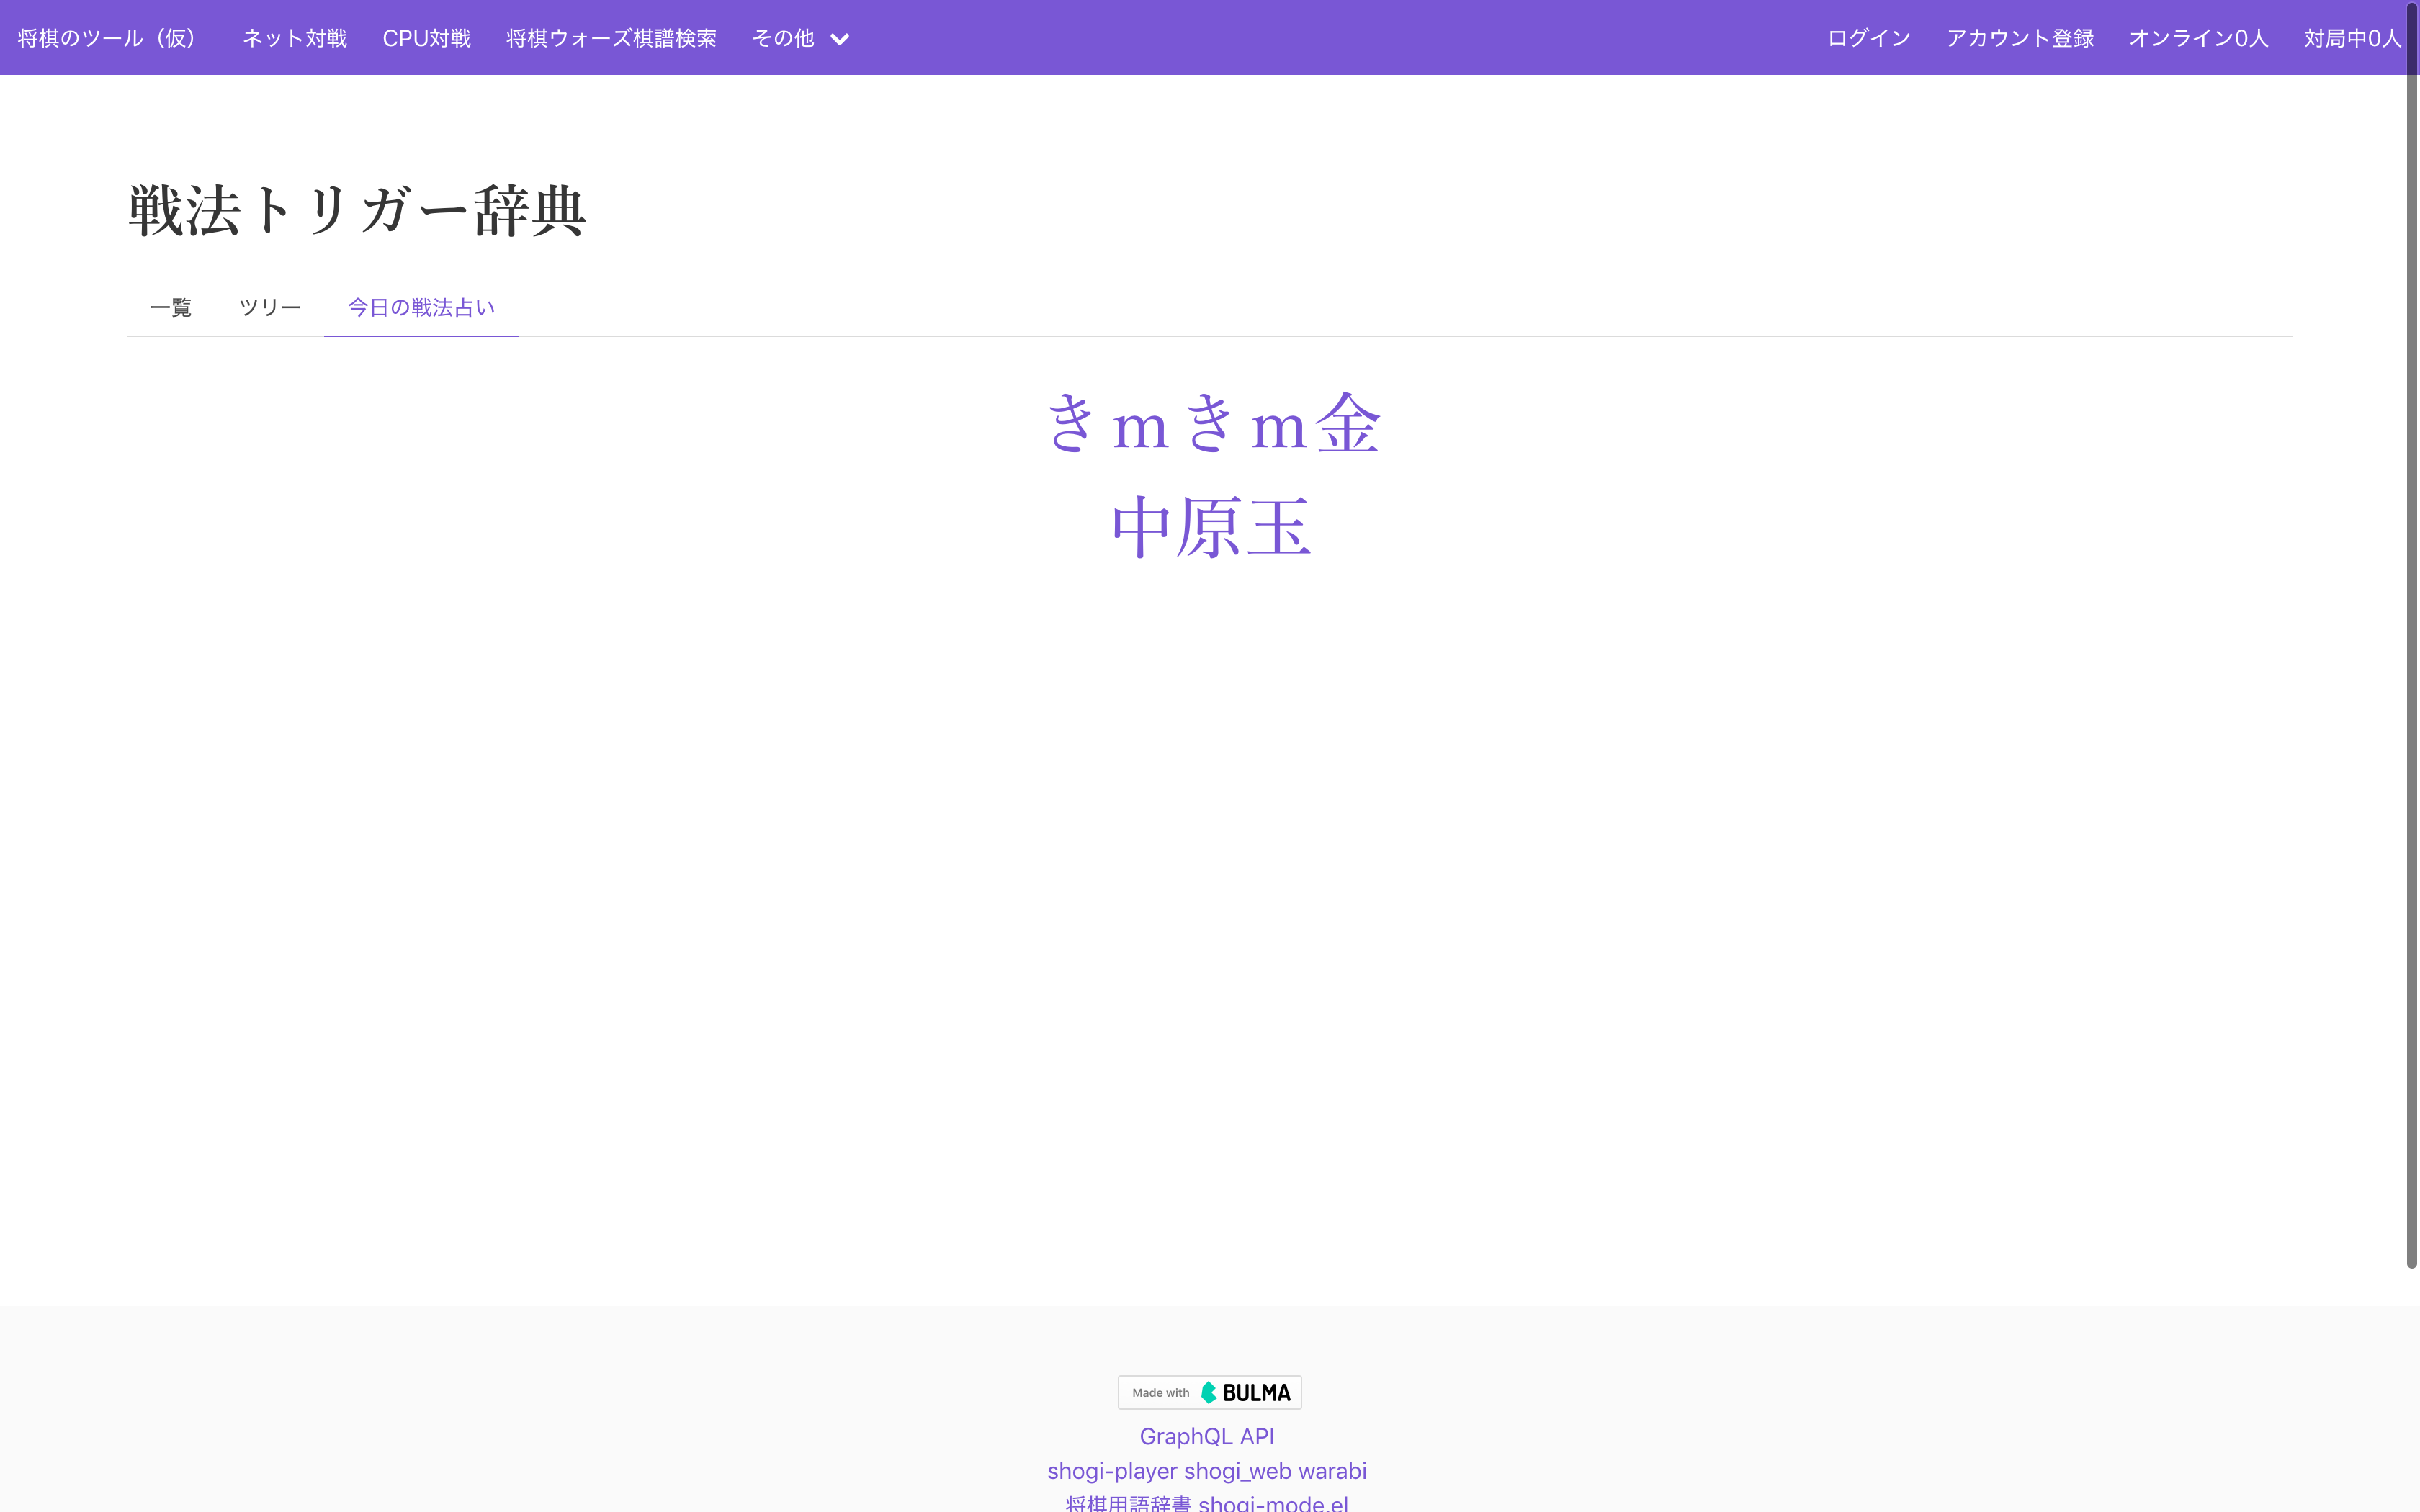 将棋のツール（仮） ネット対戦 CPU対戦 将棋ウォーズ棋譜検索 その他 ログイン アカウント登録 オンライン0人 対局中0人
戦法トリガー辞典
一覧 ツリー 今日の戦法占い
きｍきｍ金
中原玉
Made with BULMA
GraphQL API
shogi-player shogi_web warabi
将棋用語辞書 shogi-mode.el